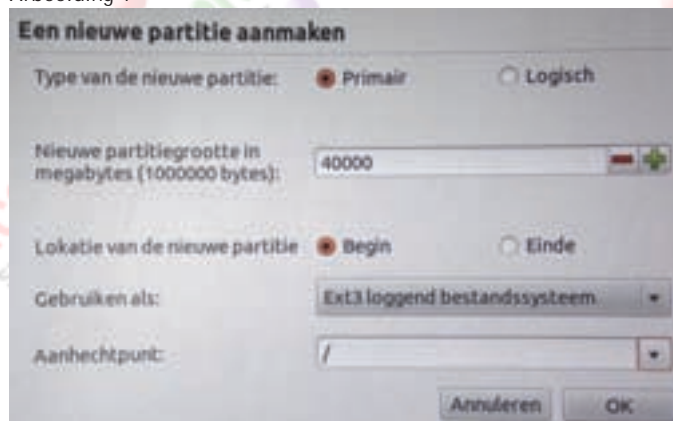 Een nieuwe partitie aanmaken
Type van de nieuwe partitie: Primair Logisch
Nieuwe partitiegrootte in
megabytes (1000000 bytes): 40000
Lokatie van de nieuwe partitie Begin Einde
Gebruiken als: Ext3 loggend bestandssysteem
Aanhechtpunt: /
Annuleren OK